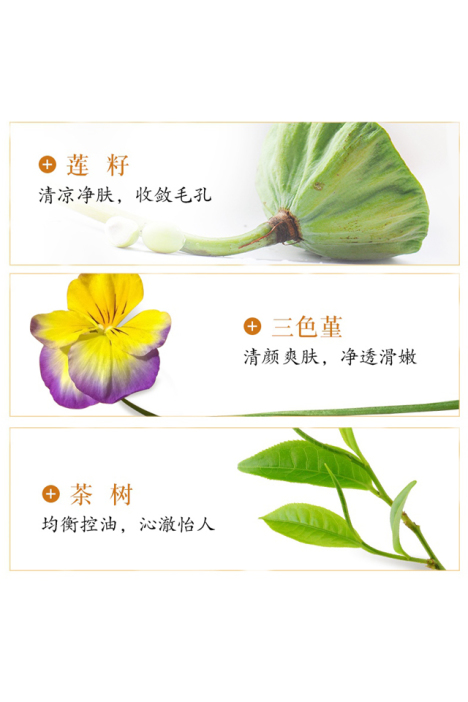 莲 籽
清凉净肤，收敛毛孔
三色堇
清颜爽肤，净透滑嫩
茶 树
均衡控油，沁澈怡人